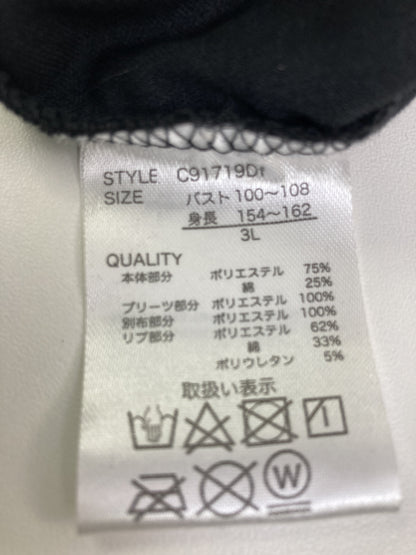 STYLE C91719Df
SIZE バスト 100～108
身長 154～162
3L
QUALITY
本体部分 ポリエステル 75%
綿 25%
プリーツ部分 ポリエステル 100%
別布部分 ポリエステル 100%
リブ部分 ポリエステル 62%
綿 33%
ポリウレタン 5%
取扱い表示
W